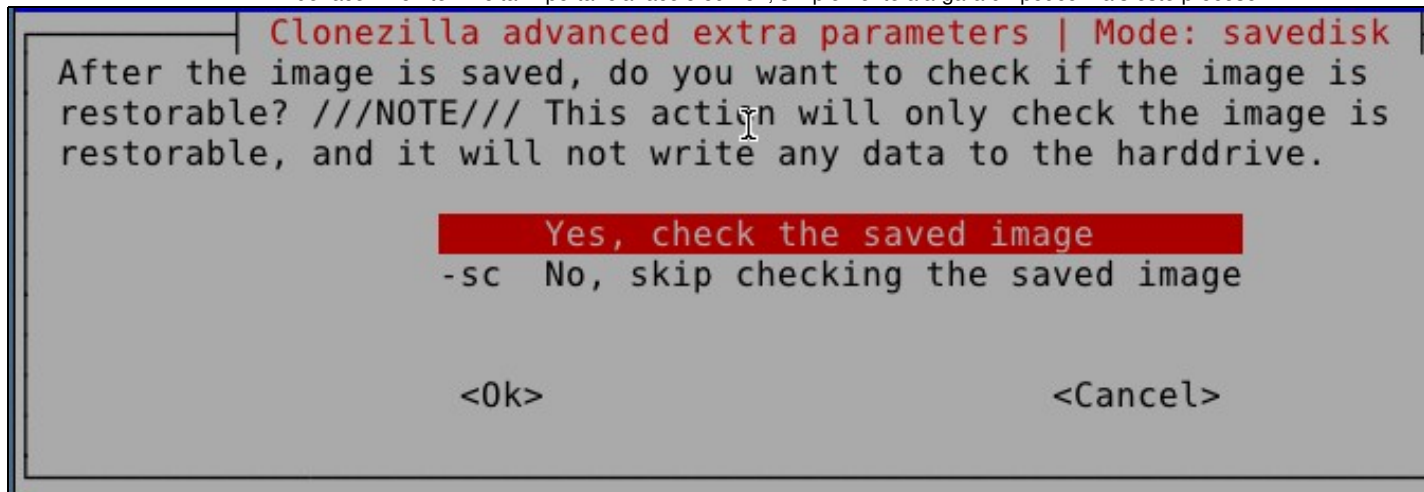 Clonezilla advanced extra parameters | Mode: savedisk
After the image is saved, do you want to check if the image is
restorable? ///NOTE/// This action will only check the image is
restorable, and it will not write any data to the harddrive.
Yes, check the saved image
-sc No, skip checking the saved image
<Ok> <Cancel>